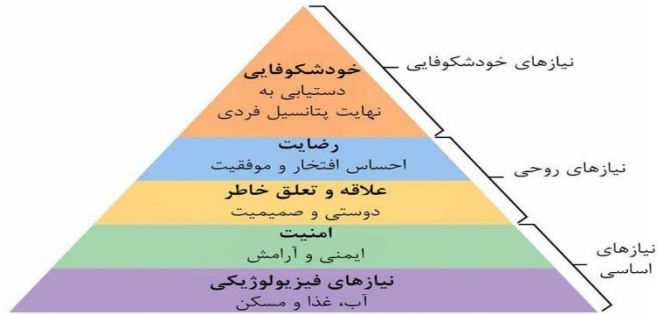 خودشکوفایی
دستیابی به
نهایت پتانسیل فردی
رضایت
احساس افتخار و موفقیت
علاقه و تعلق خاطر
دوستی و صمیمیت
امنیت
ایمنی و آرامش
نیازهای فیزیولوژیکی
آب، غذا و مسکن
نیازهای خودشکوفایی
نیازهای روحی
نیازهای
اساسی